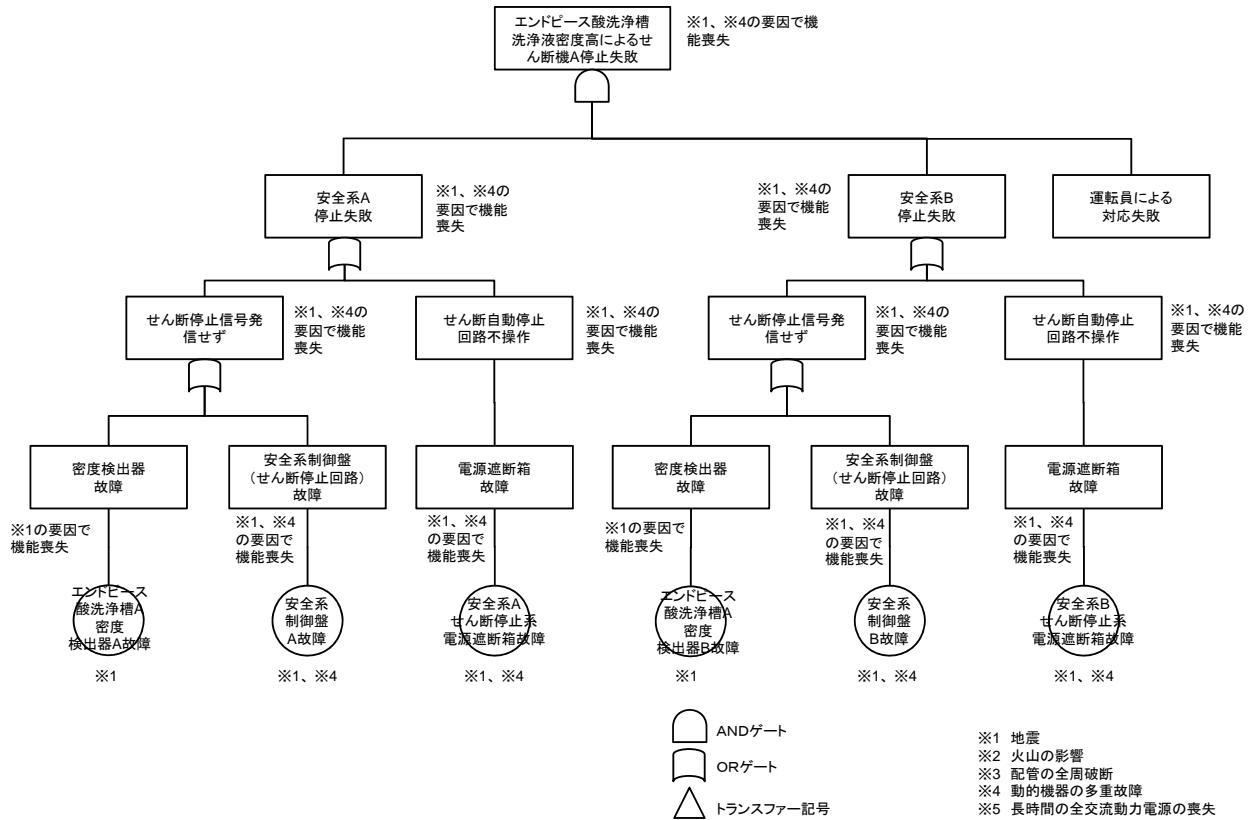 エンドピース酸洗浄槽
洗浄液密度高によるせ
ん断機A停止失敗
※1、※4の要因で機
能喪失
安全系A
停止失敗
※1、※4の
要因で機能
喪失
※1、※4の
要因で機能
喪失
安全系B
停止失敗
運転員による
対応失敗
せん断停止信号発
信せず
※1、※4の
要因で機能
喪失
せん断自動停止
回路不操作
※1、※4の
要因で機能
喪失
せん断停止信号発
信せず
※1、※4の
要因で機能
喪失
せん断自動停止
回路不操作
※1、※4の
要因で機能
喪失
密度検出器
故障
安全系制御盤
(せん断停止回路)
故障
電源遮断箱
故障
密度検出器
故障
安全系制御盤
(せん断停止回路)
故障
電源遮断箱
故障
※1の要因で
機能喪失
※1、※4
の要因で
機能喪失
※1、※4
の要因で
機能喪失
※1の要因で
機能喪失
※1、※4
の要因で
機能喪失
※1、※4
の要因で
機能喪失
エンドピース
酸洗浄槽A
密度
検出器A故障
安全系
制御盤
A故障
安全系A
せん断停止系
電源遮断箱故障
エンドピース
酸洗浄槽A
密度
検出器B故障
安全系
制御盤
B故障
安全系B
せん断停止系
電源遮断箱故障
※1
※1、※4
※1、※4
※1
※1、※4
※1、※4
ANDゲート
ORゲート
トランスファー記号
※1 地震
※2 火山の影響
※3 配管の全周破断
※4 動的機器の多重故障
※5 長時間の全交流動力電源の喪失